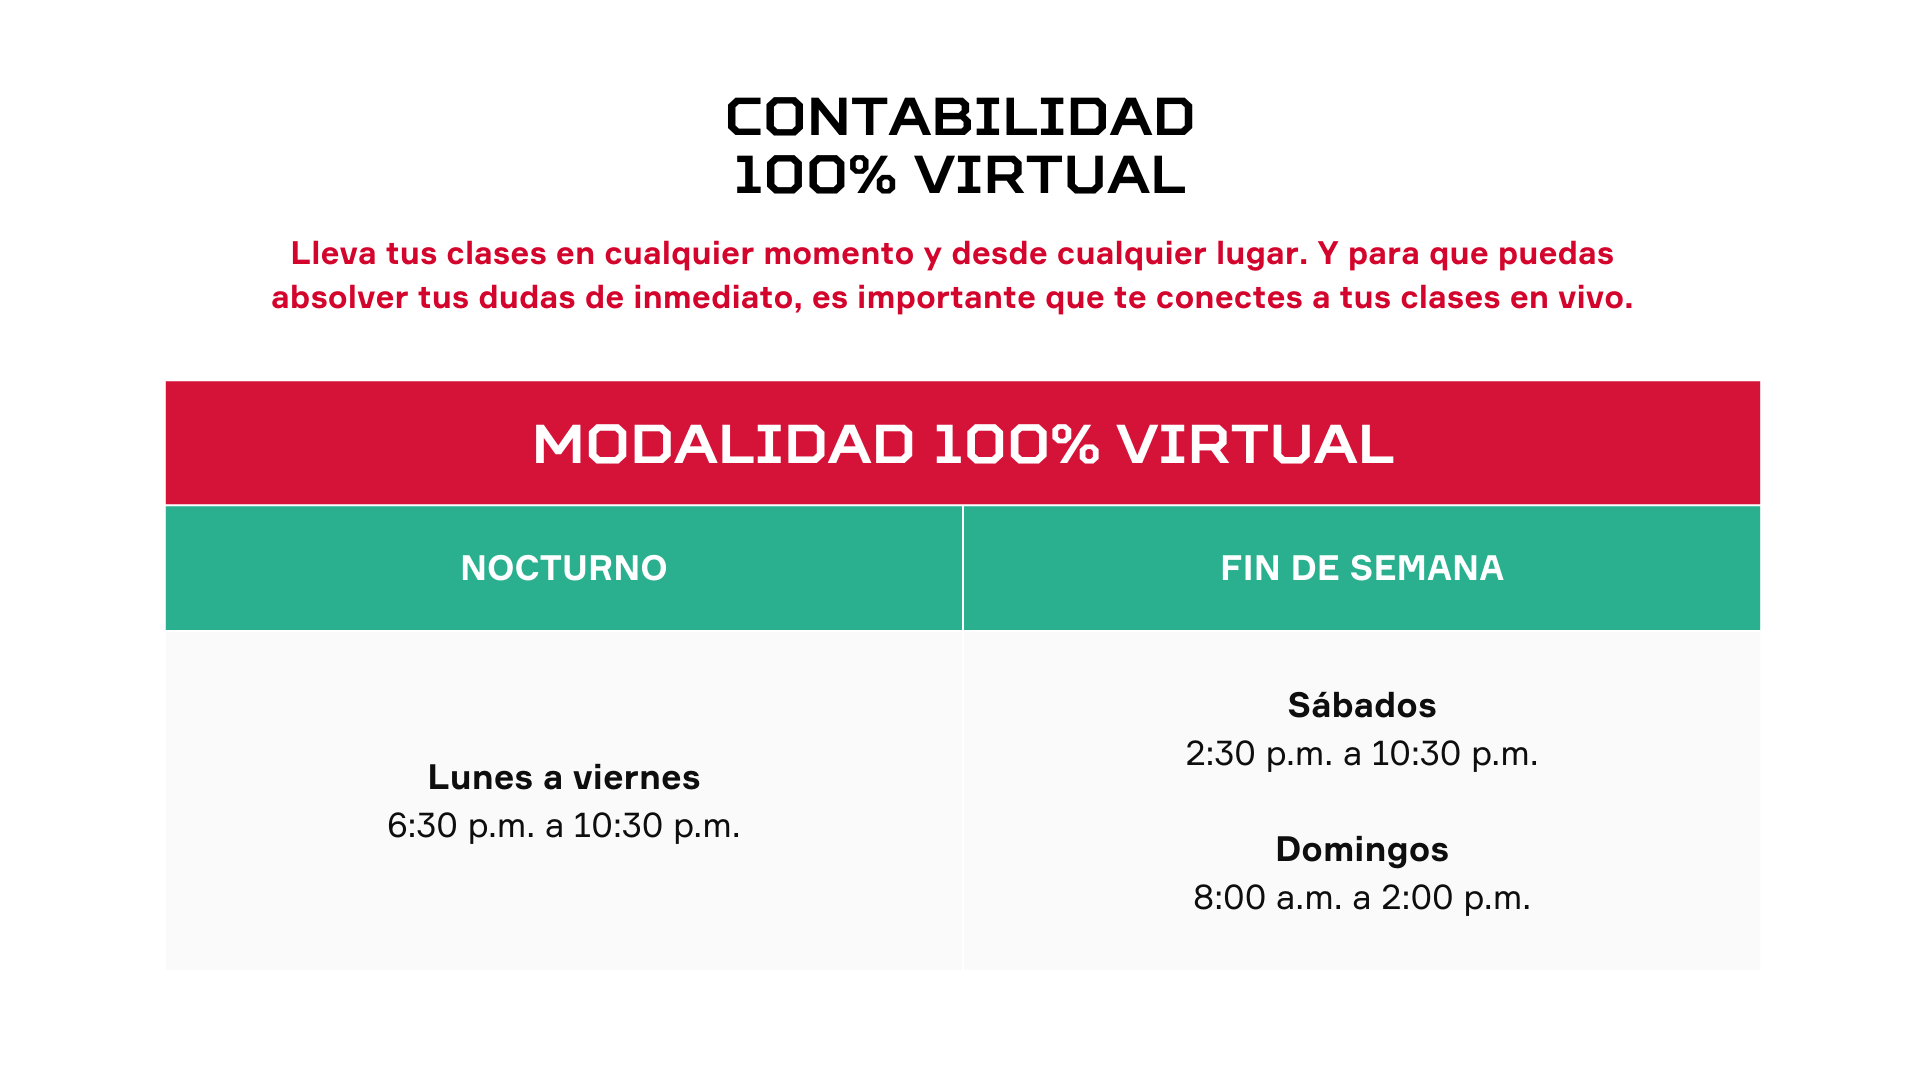 CONTABILIDAD
100% VIRTUAL
Lleva tus clases en cualquier momento y desde cualquier lugar. Y para que puedas
absolver tus dudas de inmediato, es importante que te conectes a tus clases en vivo.
MODALIDAD 100% VIRTUAL
NOCTURNO
FIN DE SEMANA
Lunes a viernes
6:30 p.m. a 10:30 p.m.
Sábados
2:30 p.m. a 10:30 p.m.
Domingos
8:00 a.m. a 2:00 p.m.